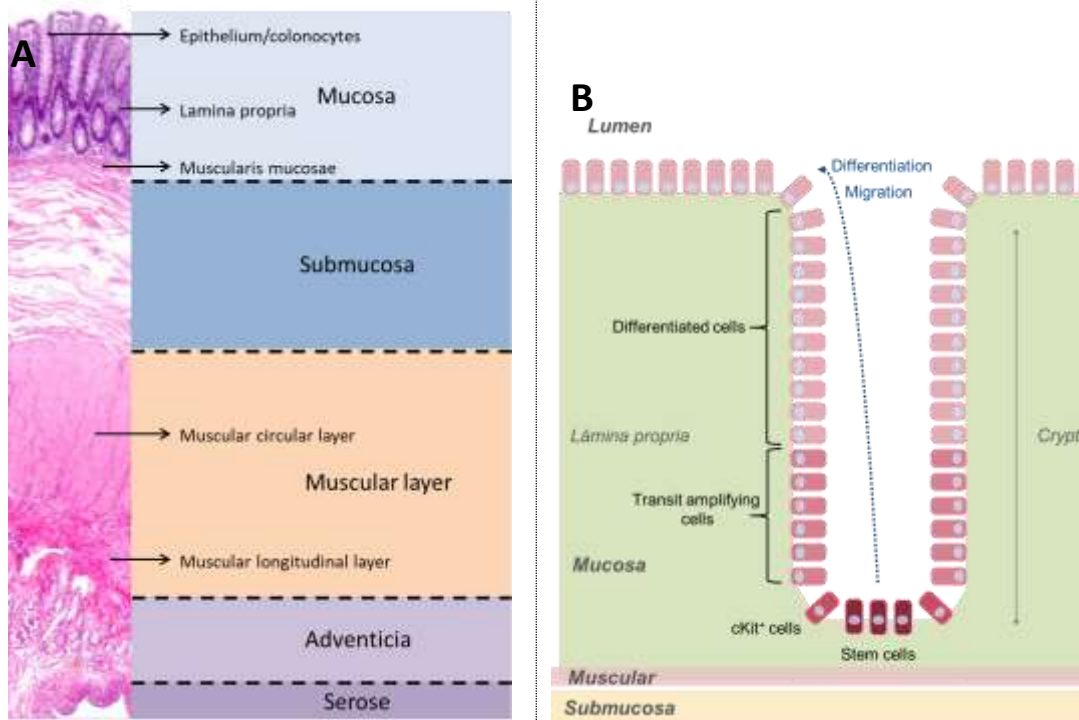 A
Epithelium/colonocytes
Mucosa
Lamina propria
Muscularis mucosae
Submucosa
Muscular circular layer
Muscular layer
Muscular longitudinal layer
Adventicia
Serose
B
Lumen
Differentiation
Migration
Differentiated cells
Lámina propria
Crypt
Transit amplifying
cells
Mucosa
cKit⁺ cells
Stem cells
Muscular
Submucosa